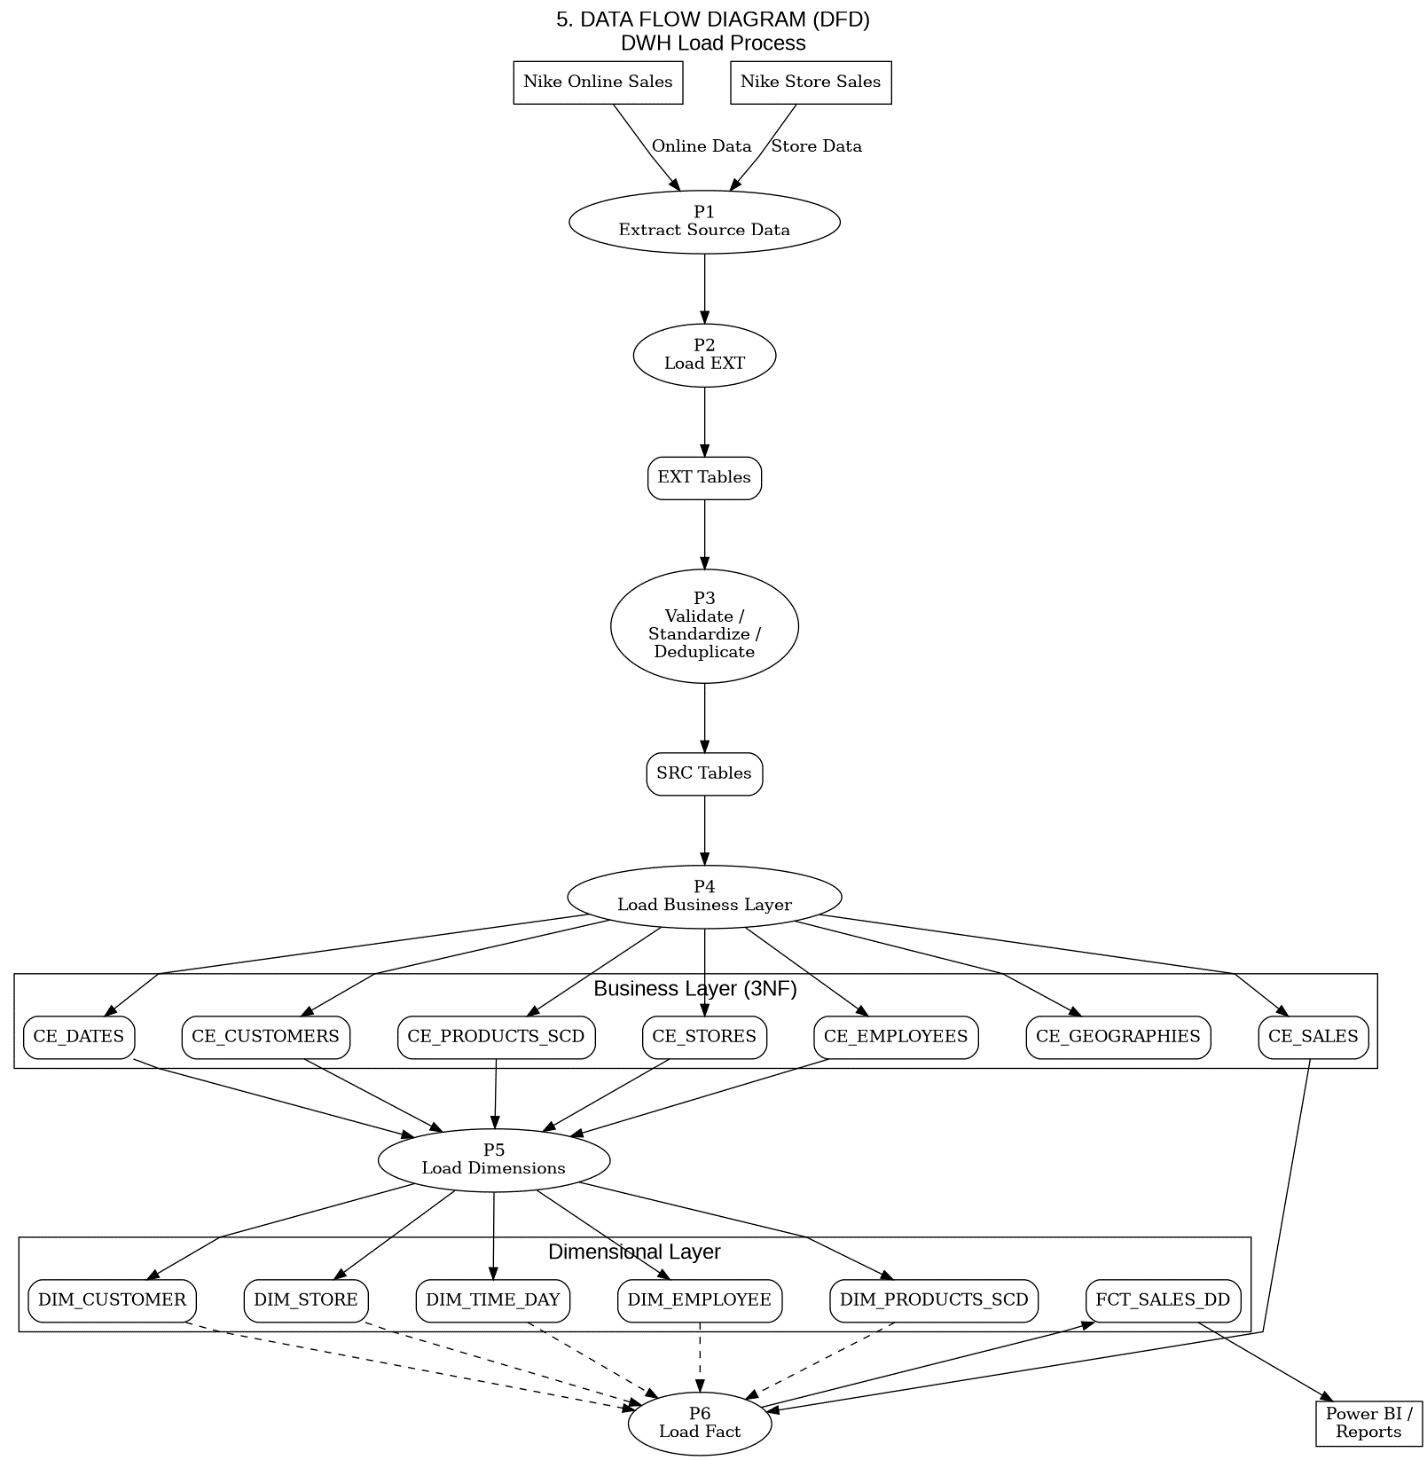 5. DATA FLOW DIAGRAM (DFD)
DWH Load Process
Nike Online Sales
Nike Store Sales
Online Data
Store Data
P1
Extract Source Data
P2
Load EXT
EXT Tables
P3
Validate /
Standardize /
Deduplicate
SRC Tables
P4
Load Business Layer
Business Layer (3NF)
CE_DATES
CE_CUSTOMERS
CE_PRODUCTS_SCD
CE_STORES
CE_EMPLOYEES
CE_GEOGRAPHIES
CE_SALES
P5
Load Dimensions
Dimensional Layer
DIM_CUSTOMER
DIM_STORE
DIM_TIME_DAY
DIM_EMPLOYEE
DIM_PRODUCTS_SCD
FCT_SALES_DD
P6
Load Fact
Power BI /
Reports